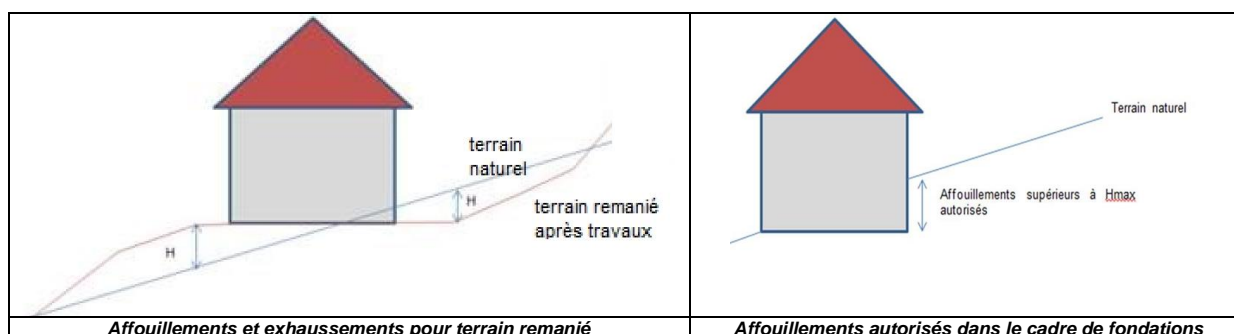 terrain
naturel
H
terrain remanié
après travaux
H
Affouillements et exhaussements pour terrain remanié
Terrain naturel
Affouillements supérieurs à Hmax
autorisés
Affouillements autorisés dans le cadre de fondations